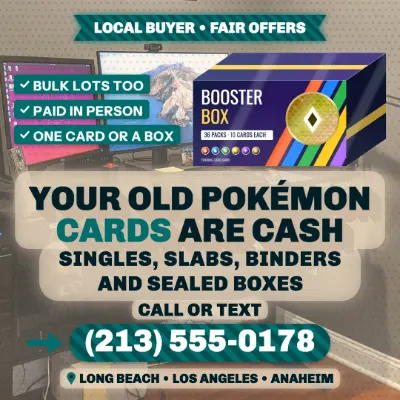 LOCAL BUYER • FAIR OFFERS
✓ BULK LOTS TOO
✓ PAID IN PERSON
✓ ONE CARD OR A BOX
BOOSTER
BOX
36 PACKS · 10 CARDS EACH
YOUR OLD POKÉMON
CARDS ARE CASH
SINGLES, SLABS, BINDERS
AND SEALED BOXES
CALL OR TEXT
(213) 555-0178
LONG BEACH • LOS ANGELES • ANAHEIM